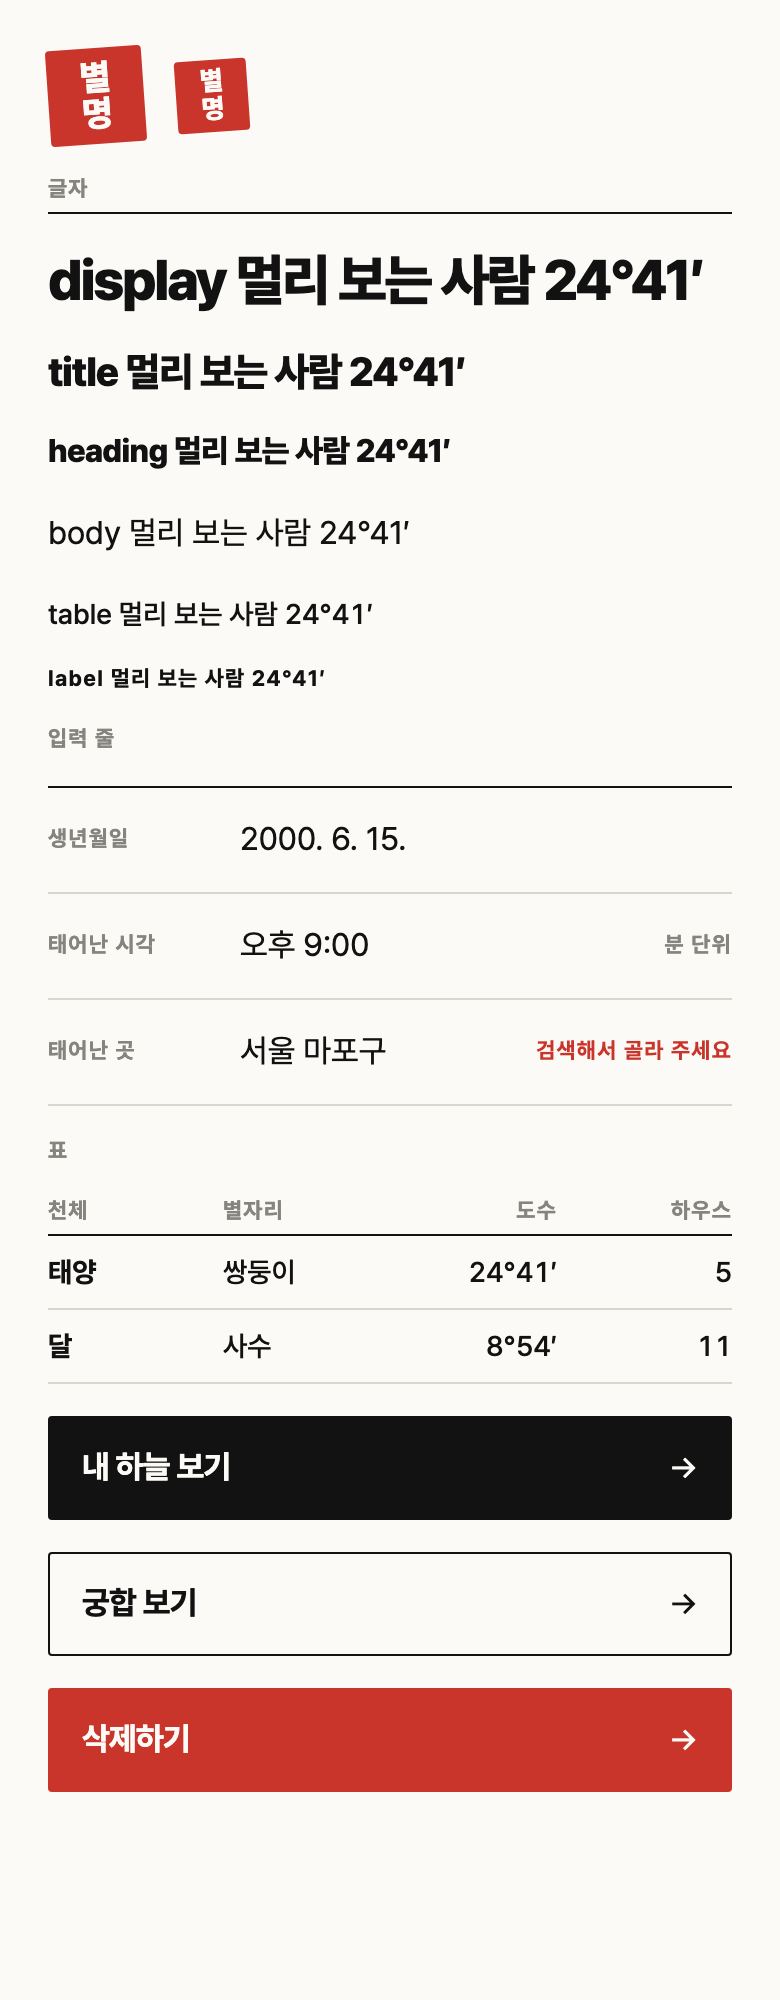 별
명
별
명
글자
display 멀리 보는 사람 24°41′
title 멀리 보는 사람 24°41′
heading 멀리 보는 사람 24°41′
body 멀리 보는 사람 24°41′
table 멀리 보는 사람 24°41′
label 멀리 보는 사람 24°41′
입력 줄
생년월일 2000. 6. 15.
태어난 시각 오후 9:00 분 단위
태어난 곳 서울 마포구 검색해서 골라 주세요
표
천체 별자리 도수 하우스
태양 쌍둥이 24°41′ 5
달 사수 8°54′ 11
내 하늘 보기 →
궁합 보기 →
삭제하기 →